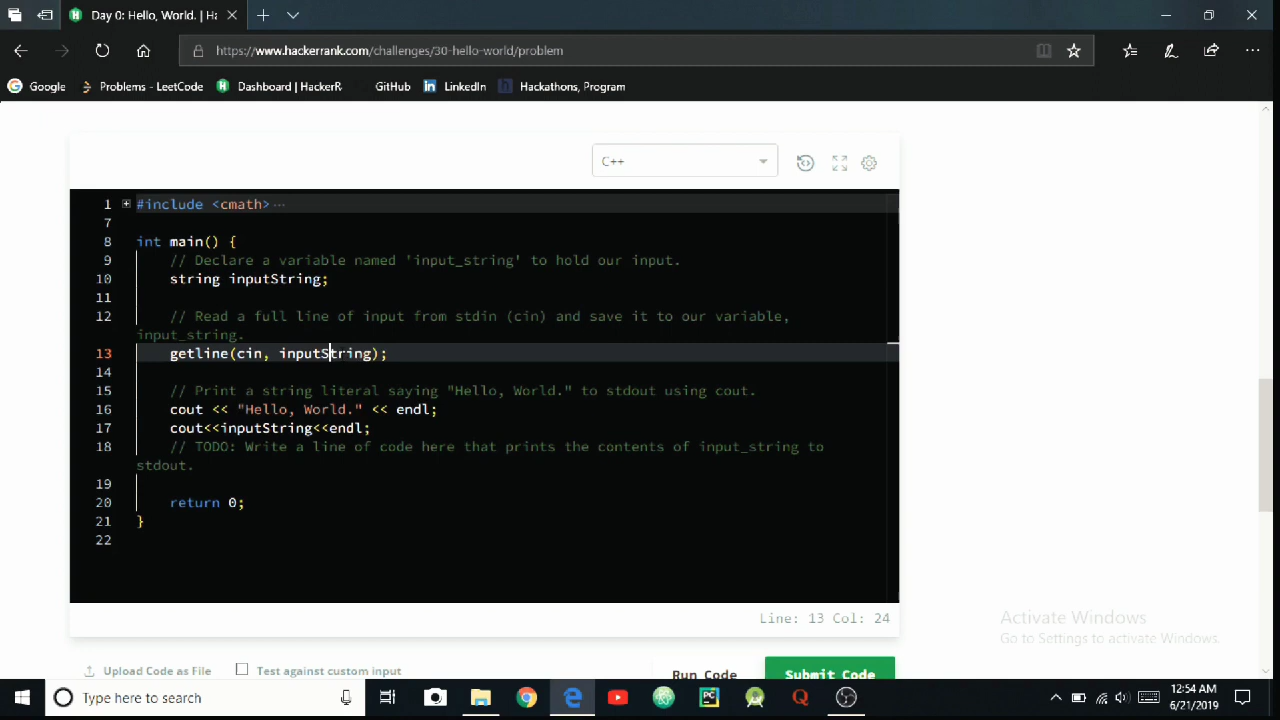 Day 0: Hello, World. | Ha
https://www.hackerrank.com/challenges/30-hello-world/problem
Google Problems - LeetCode Dashboard | HackerR GitHub LinkedIn Hackathons, Program
C++
1 #include <cmath>
7
8 int main() {
9 // Declare a variable named 'input_string' to hold our input.
10 string inputString;
11
12 // Read a full line of input from stdin (cin) and save it to our variable,
input_string.
13 getline(cin, inputString);
14
15 // Print a string literal saying "Hello, World." to stdout using cout.
16 cout << "Hello, World." << endl;
17 cout<<inputString<<endl;
18 // TODO: Write a line of code here that prints the contents of input_string to
stdout.
19
20 return 0;
21 }
22
Line: 13 Col: 24
Activate Windows
Go to Settings to activate Windows.
Upload Code as File Test against custom input Run Code Submit Code
Type here to search
12:54 AM
6/21/2019